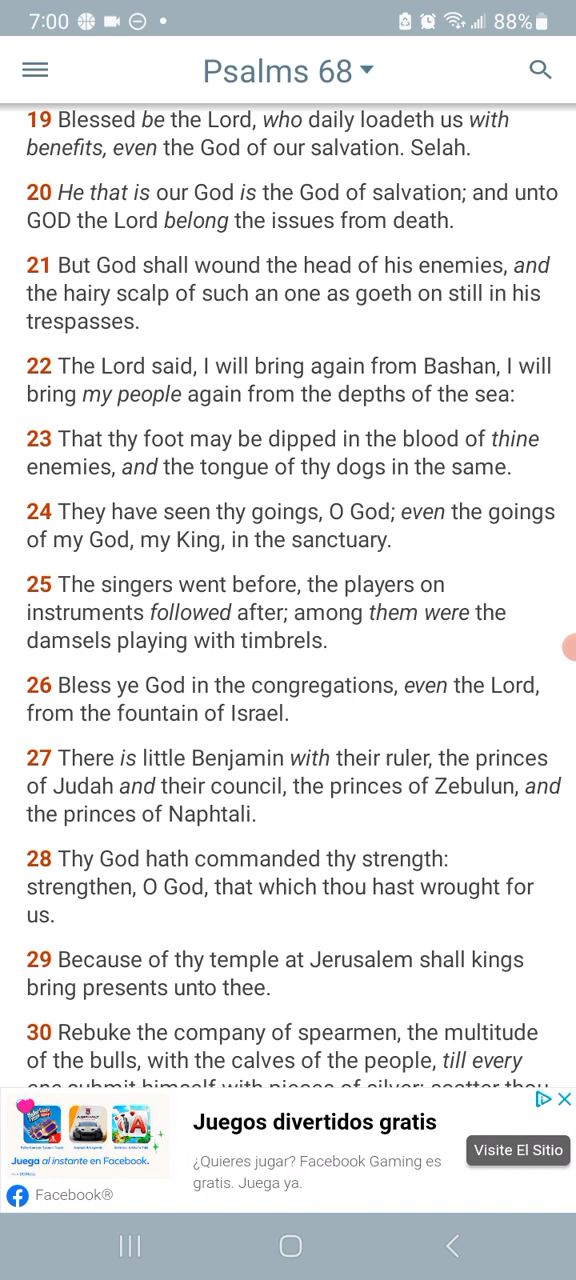 7:00
88%
Psalms 68
19 Blessed be the Lord, who daily loadeth us with
benefits, even the God of our salvation. Selah.
20 He that is our God is the God of salvation; and unto
GOD the Lord belong the issues from death.
21 But God shall wound the head of his enemies, and
the hairy scalp of such an one as goeth on still in his
trespasses.
22 The Lord said, I will bring again from Bashan, I will
bring my people again from the depths of the sea:
23 That thy foot may be dipped in the blood of thine
enemies, and the tongue of thy dogs in the same.
24 They have seen thy goings, O God; even the goings
of my God, my King, in the sanctuary.
25 The singers went before, the players on
instruments followed after; among them were the
damsels playing with timbrels.
26 Bless ye God in the congregations, even the Lord,
from the fountain of Israel.
27 There is little Benjamin with their ruler, the princes
of Judah and their council, the princes of Zebulun, and
the princes of Naphtali.
28 Thy God hath commanded thy strength:
strengthen, O God, that which thou hast wrought for
us.
29 Because of thy temple at Jerusalem shall kings
bring presents unto thee.
30 Rebuke the company of spearmen, the multitude
of the bulls, with the calves of the people, till every
one submit himself with pieces of silver: scatter thou
Juega al instante en Facebook.
Facebook®
Juegos divertidos gratis
¿Quieres jugar? Facebook Gaming es
gratis. Juega ya.
Visite El Sitio